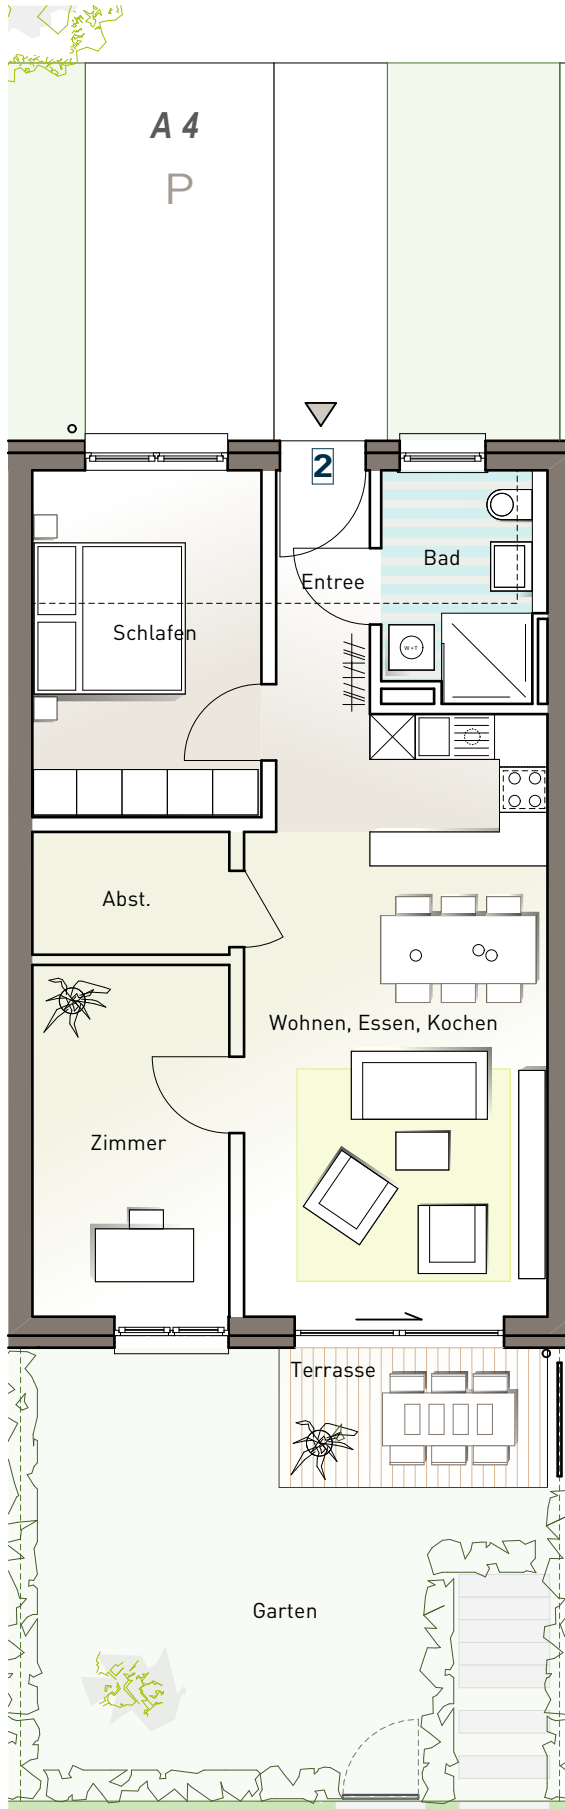 A 4
P
2
Bad
Entree
Schlafen
W+T
Abst.
Wohnen, Essen, Kochen
Zimmer
Terrasse
Garten